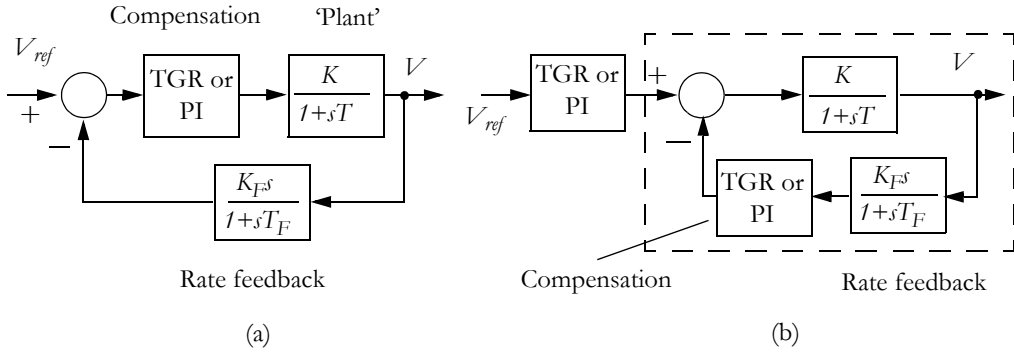 Compensation
'Plant'
V_ref
+
−
TGR or
PI
K
1+sT
V
K_F s
1+sT_F
Rate feedback
(a)
TGR or
PI
V_ref
+
−
K
1+sT
V
TGR or
PI
K_F s
1+sT_F
Compensation
Rate feedback
(b)